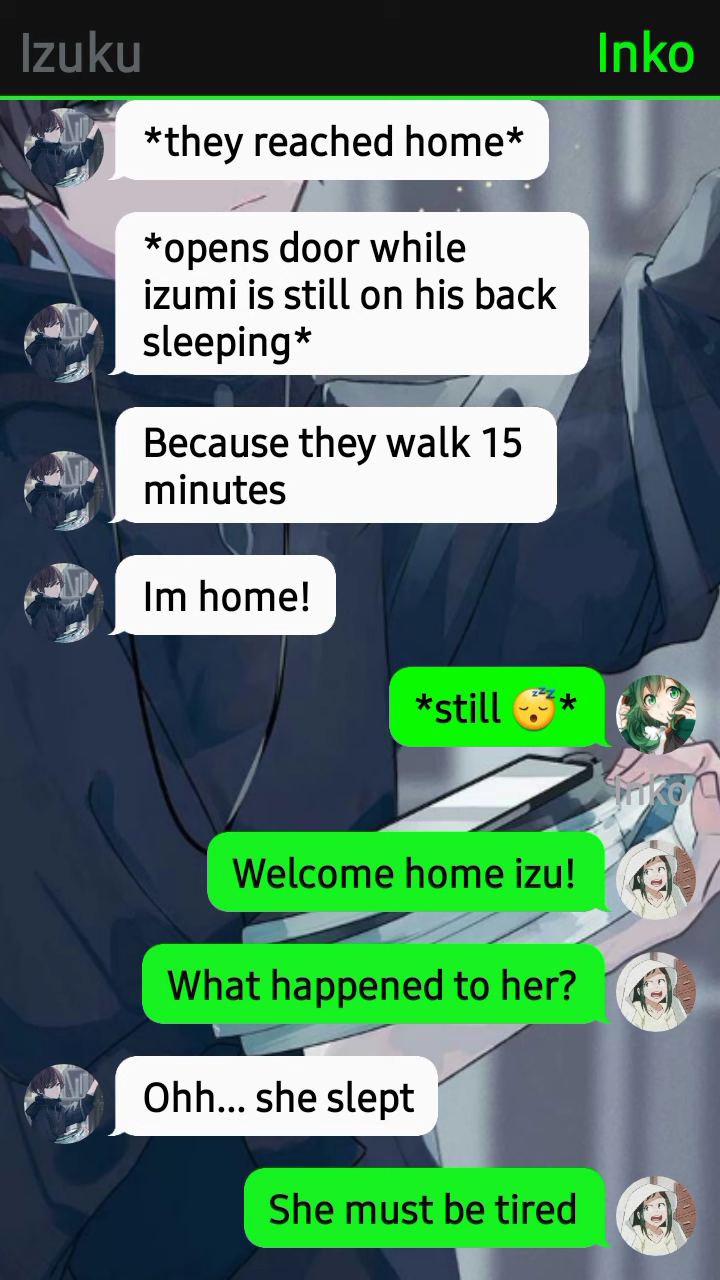 Izuku Inko
*they reached home*
*opens door while
izumi is still on his back
sleeping*
Because they walk 15
minutes
Im home!
*still 😴*
Inko
Welcome home izu!
What happened to her?
Ohh... she slept
She must be tired